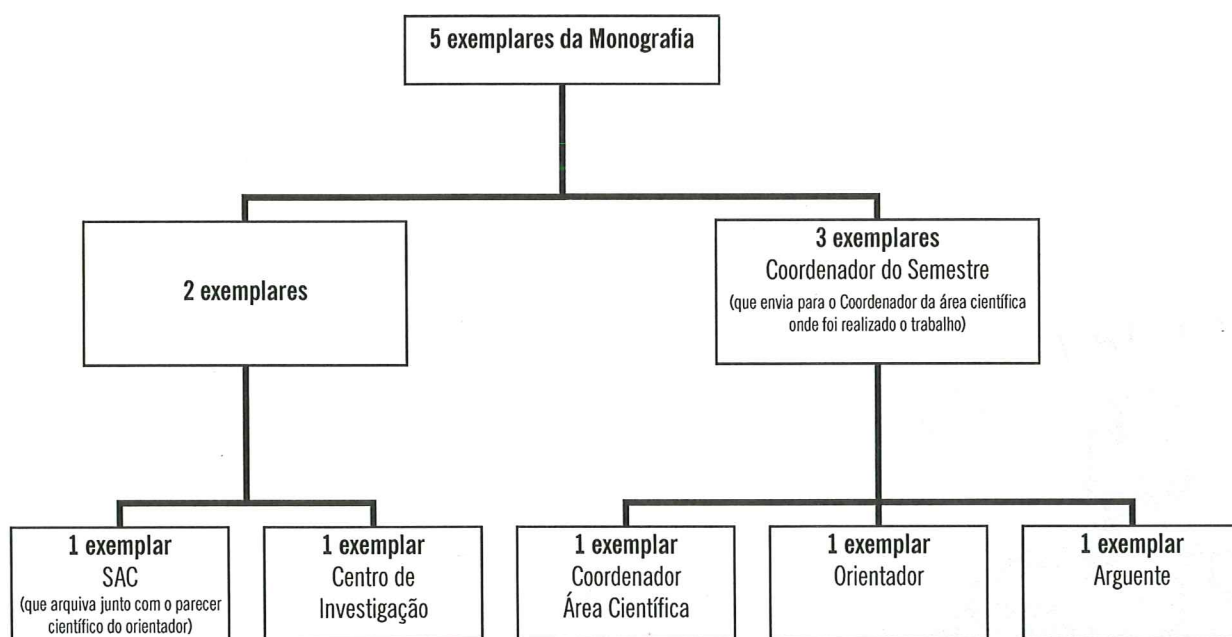 5 exemplares da Monografia
2 exemplares
3 exemplares
Coordenador do Semestre
(que envia para o Coordenador da área científica
onde foi realizado o trabalho)
1 exemplar
SAC
(que arquiva junto com o parecer
científico do orientador)
1 exemplar
Centro de
Investigação
1 exemplar
Coordenador
Área Científica
1 exemplar
Orientador
1 exemplar
Arguente